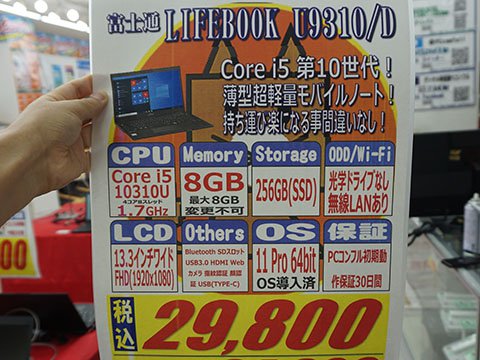 富士通 LIFEBOOK U9310/D
Core i5 第10世代！
薄型超軽量モバイルノート！
持ち運び楽になる事間違いなし！
CPU
Core i5
10310U
4コア8スレッド
1.7GHz
Memory
8GB
最大8GB
変更不可
Storage
256GB(SSD)
ODD/Wi-Fi
光学ドライブなし
無線LANあり
LCD
13.3インチワイド
FHD(1920x1080)
Others
Bluetooth SDスロット
USB3.0 HDMI Web
カメラ 指紋認証 顔認
証 USB(TYPE-C)
OS
11 Pro 64bit
OS導入済
保証
PCコンフル初期動
作保証30日間
税込
29,800
800